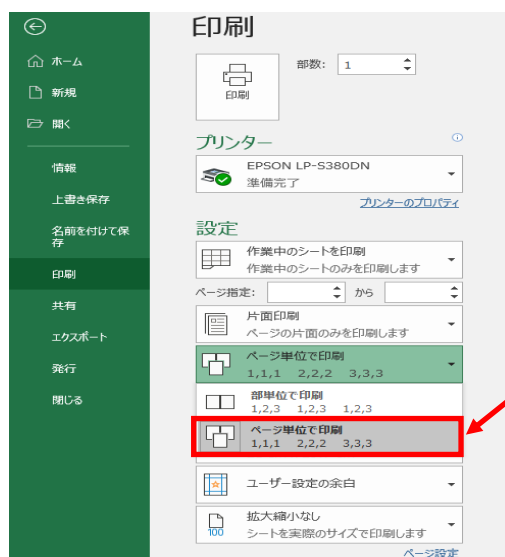 印刷
ホーム
新規
開く
情報
上書き保存
名前を付けて保
存
印刷
共有
エクスポート
発行
閉じる
印刷
部数: 1
プリンター
EPSON LP-S380DN
準備完了
プリンターのプロパティ
設定
作業中のシートを印刷
作業中のシートのみを印刷します
ページ指定: から
片面印刷
ページの片面のみを印刷します
ページ単位で印刷
1,1,1 2,2,2 3,3,3
部単位で印刷
1,2,3 1,2,3 1,2,3
ページ単位で印刷
1,1,1 2,2,2 3,3,3
ユーザー設定の余白
拡大縮小なし
シートを実際のサイズで印刷します
100
ページ設定